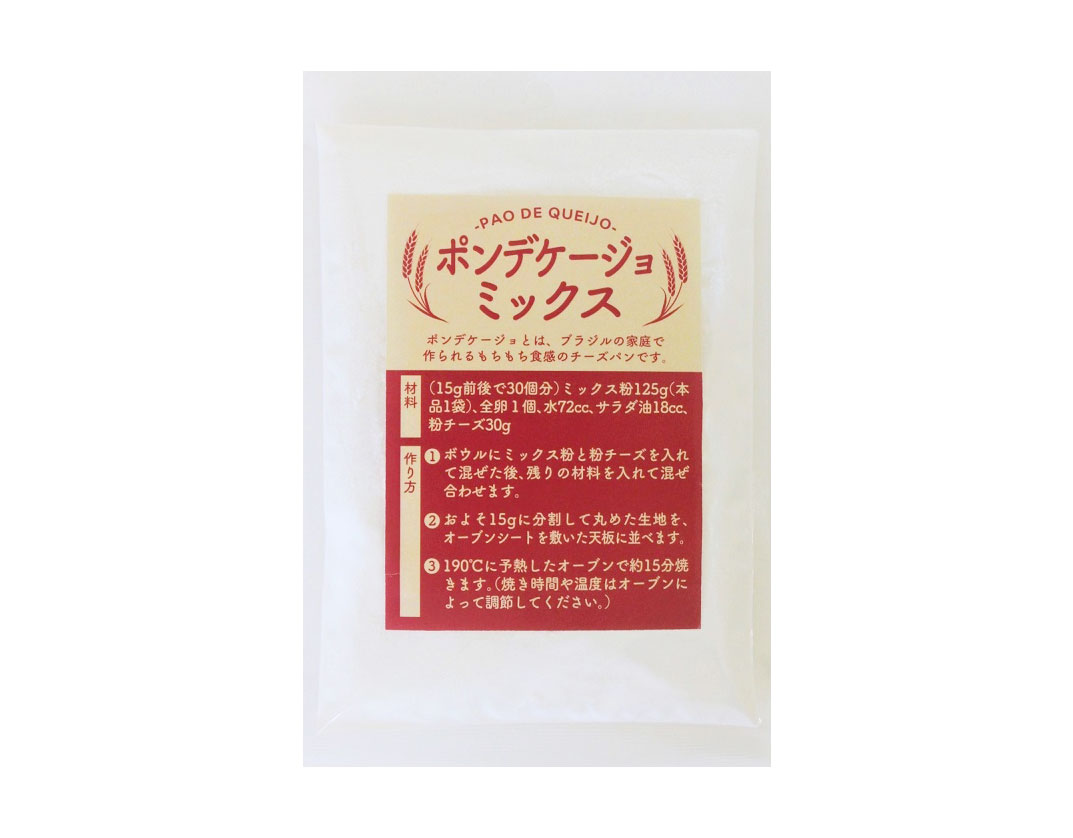 -PAO DE QUEIJO-
ポンデケージョ
ミックス
ポンデケージョとは、ブラジルの家庭で
作られるもちもち食感のチーズパンです。
材料
(15g前後で30個分)ミックス粉125g(本
品1袋)、全卵1個、水72cc、サラダ油18cc、
粉チーズ30g
作り方
❶ボウルにミックス粉と粉チーズを入れ
て混ぜた後、残りの材料を入れて混ぜ
合わせます。
❷およそ15gに分割して丸めた生地を、
オーブンシートを敷いた天板に並べます。
❸190℃に予熱したオーブンで約15分焼
きます。(焼き時間や温度はオーブンに
よって調節してください。)